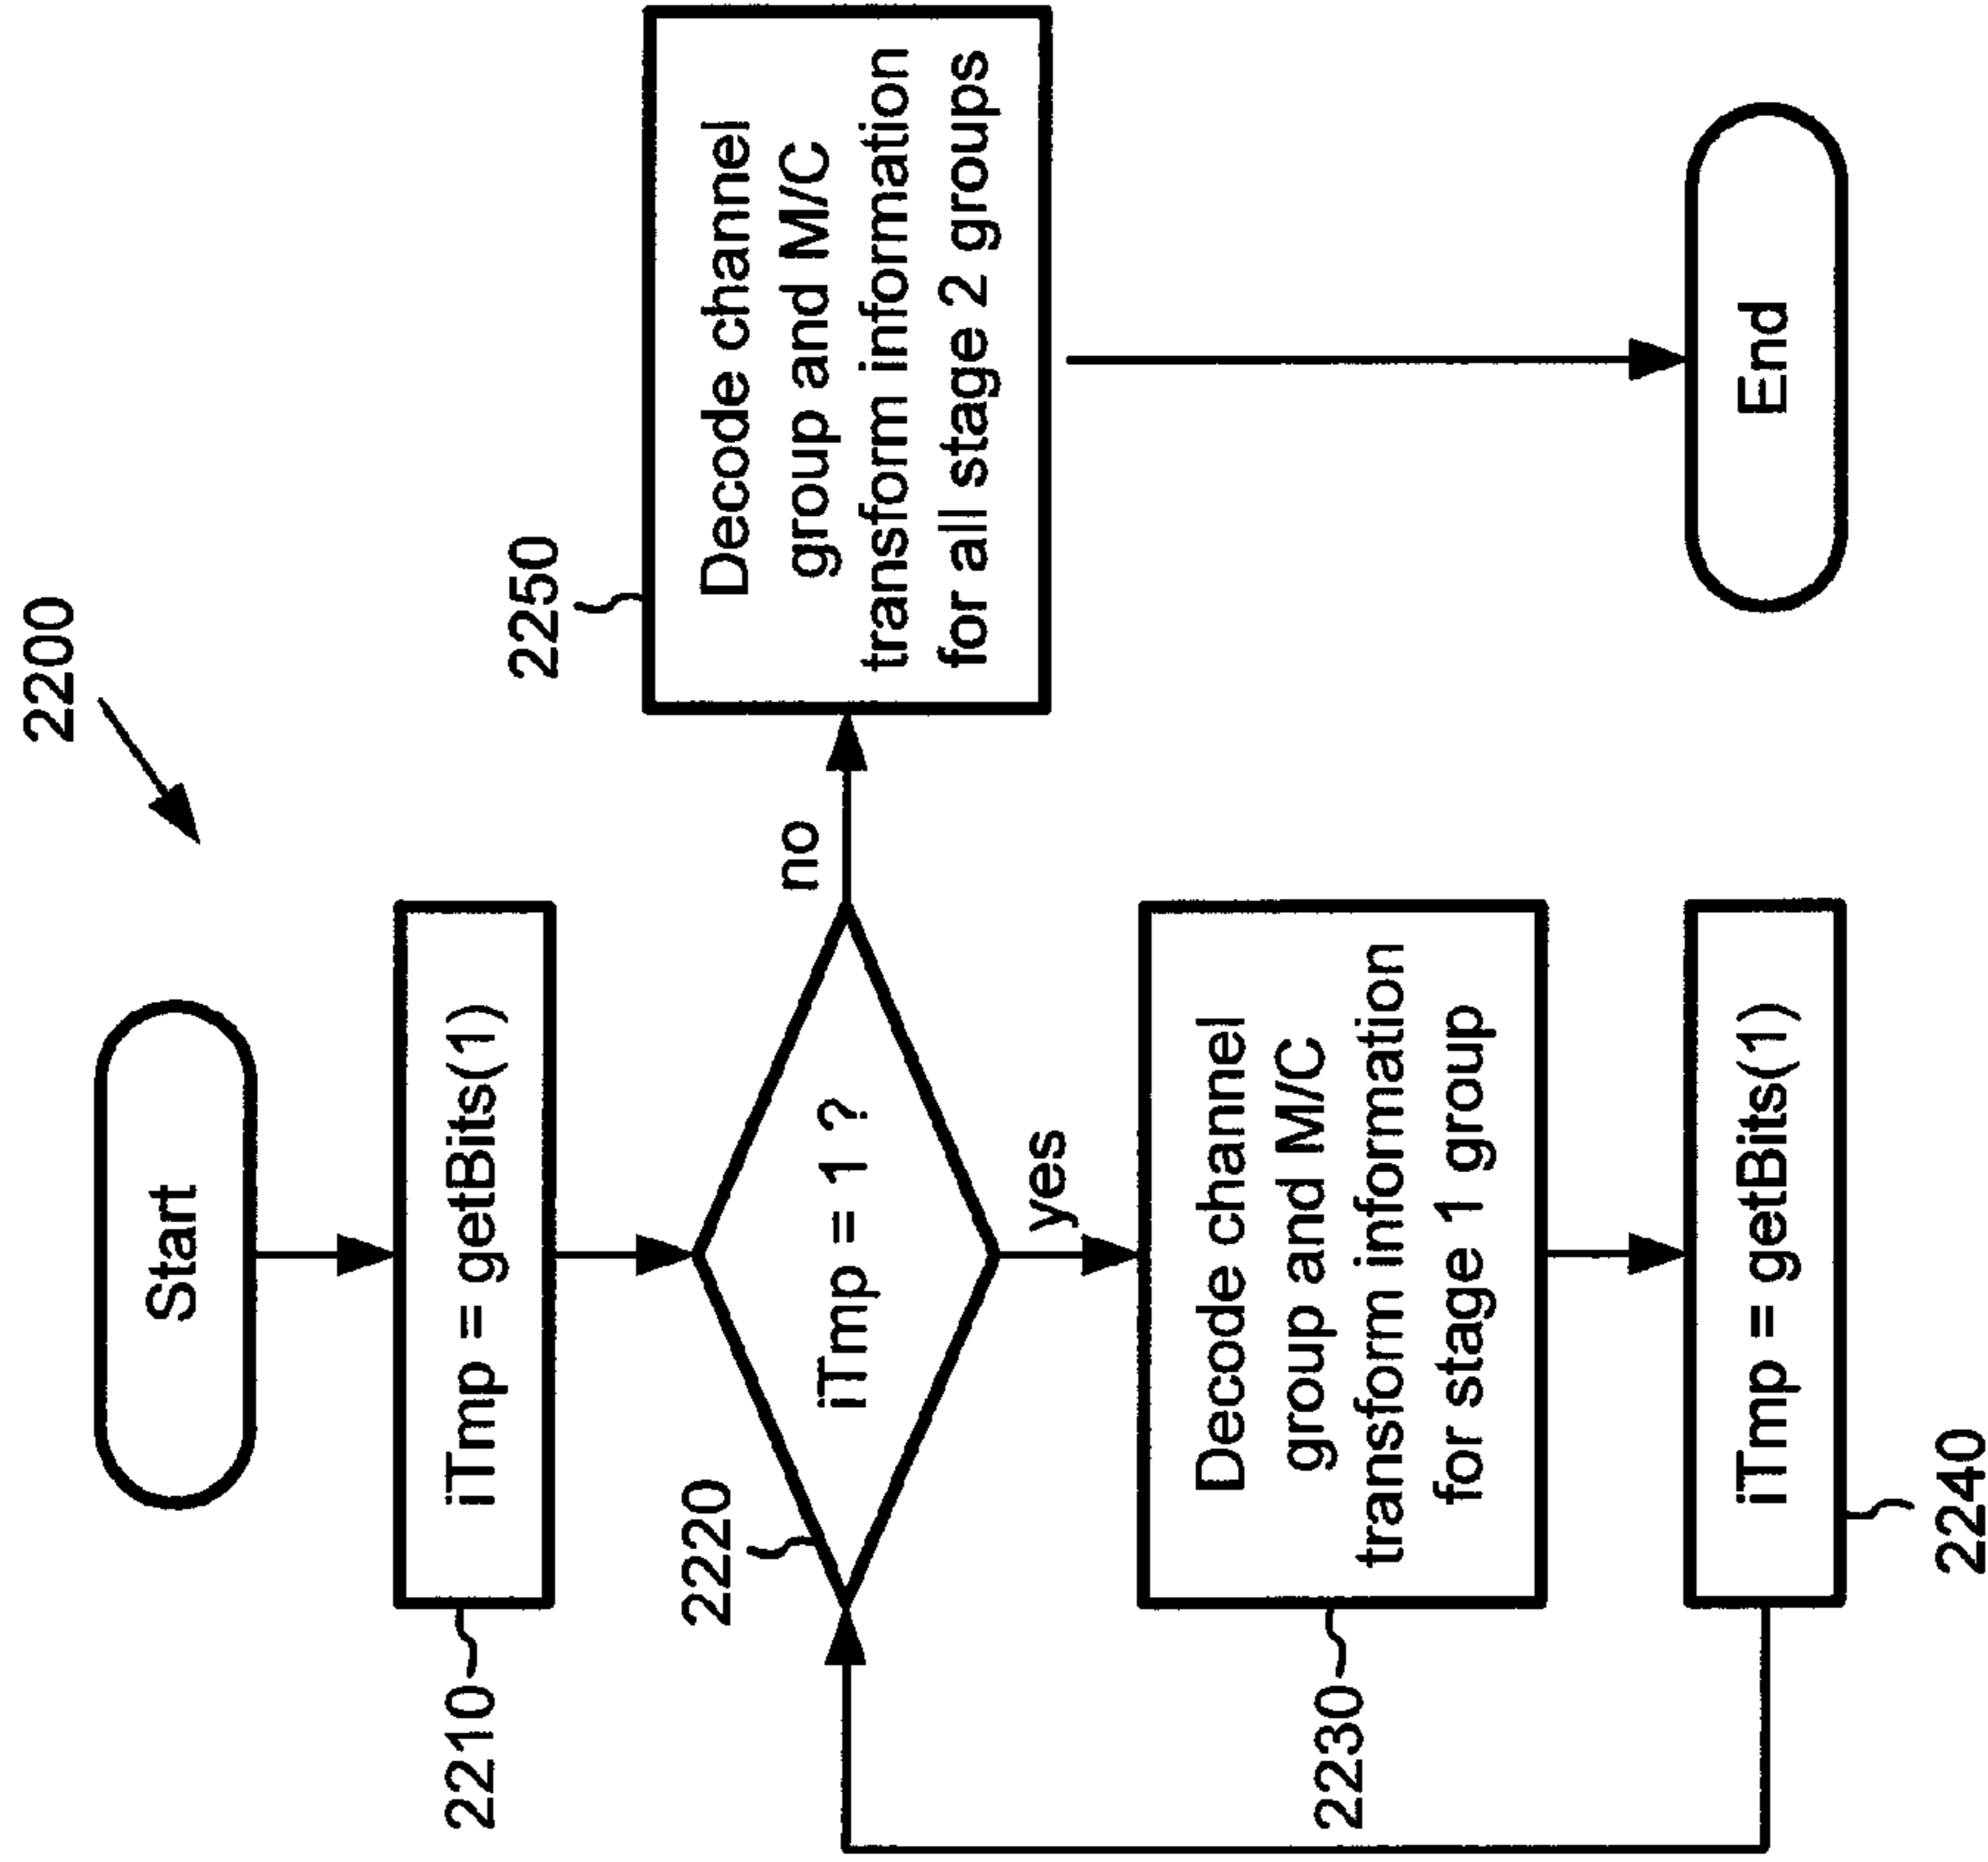 2200
Start
2210
iTmp = getBits(1)
2220
iTmp = 1 ?
no
yes
2250
Decode channel
group and M/C
transform information
for all stage 2 groups
2230
Decode channel
group and M/C
transform information
for stage 1 group
2240
iTmp = getBits(1)
End